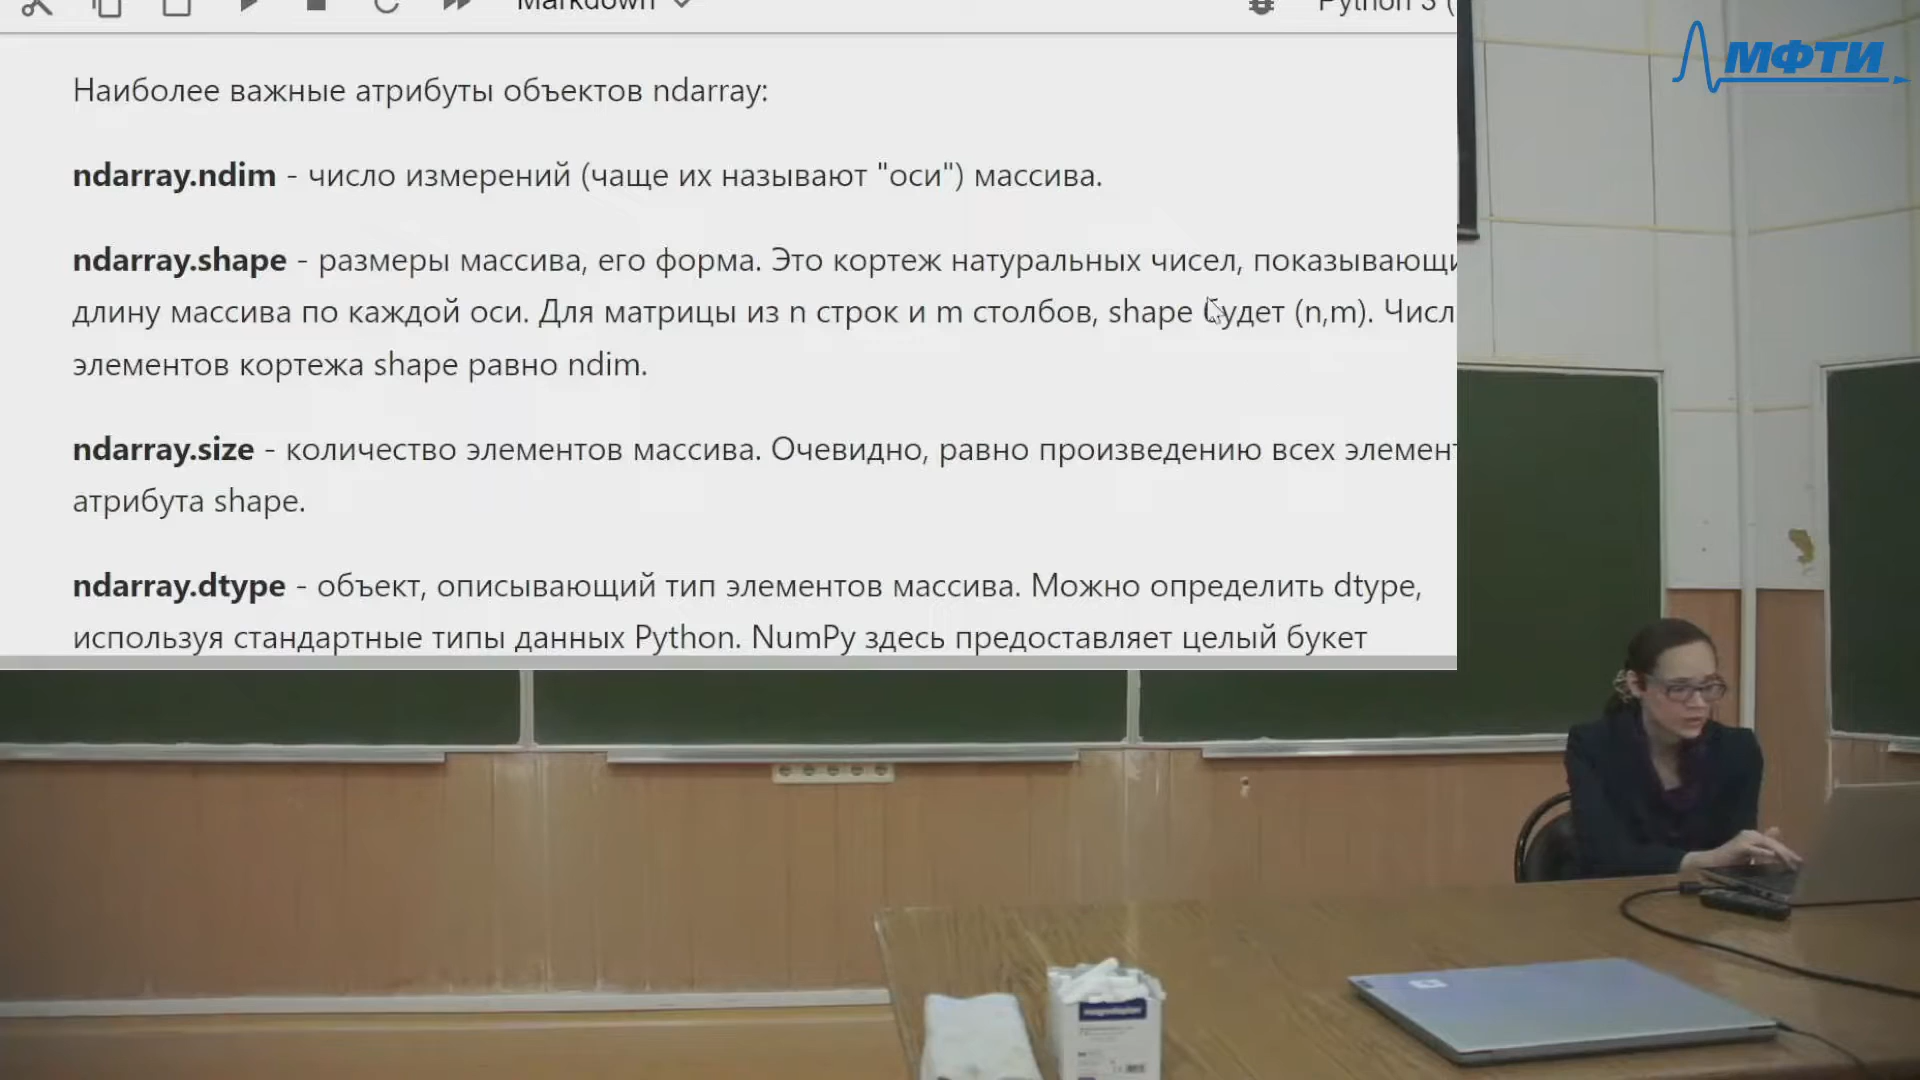 Markdown
Python 3 (
МФТИ
Наиболее важные атрибуты объектов ndarray:
ndarray.ndim - число измерений (чаще их называют "оси") массива.
ndarray.shape - размеры массива, его форма. Это кортеж натуральных чисел, показывающи
длину массива по каждой оси. Для матрицы из n строк и m столбов, shape будет (n,m). Числ
элементов кортежа shape равно ndim.
ndarray.size - количество элементов массива. Очевидно, равно произведению всех элемент
атрибута shape.
ndarray.dtype - объект, описывающий тип элементов массива. Можно определить dtype,
используя стандартные типы данных Python. NumPy здесь предоставляет целый букет